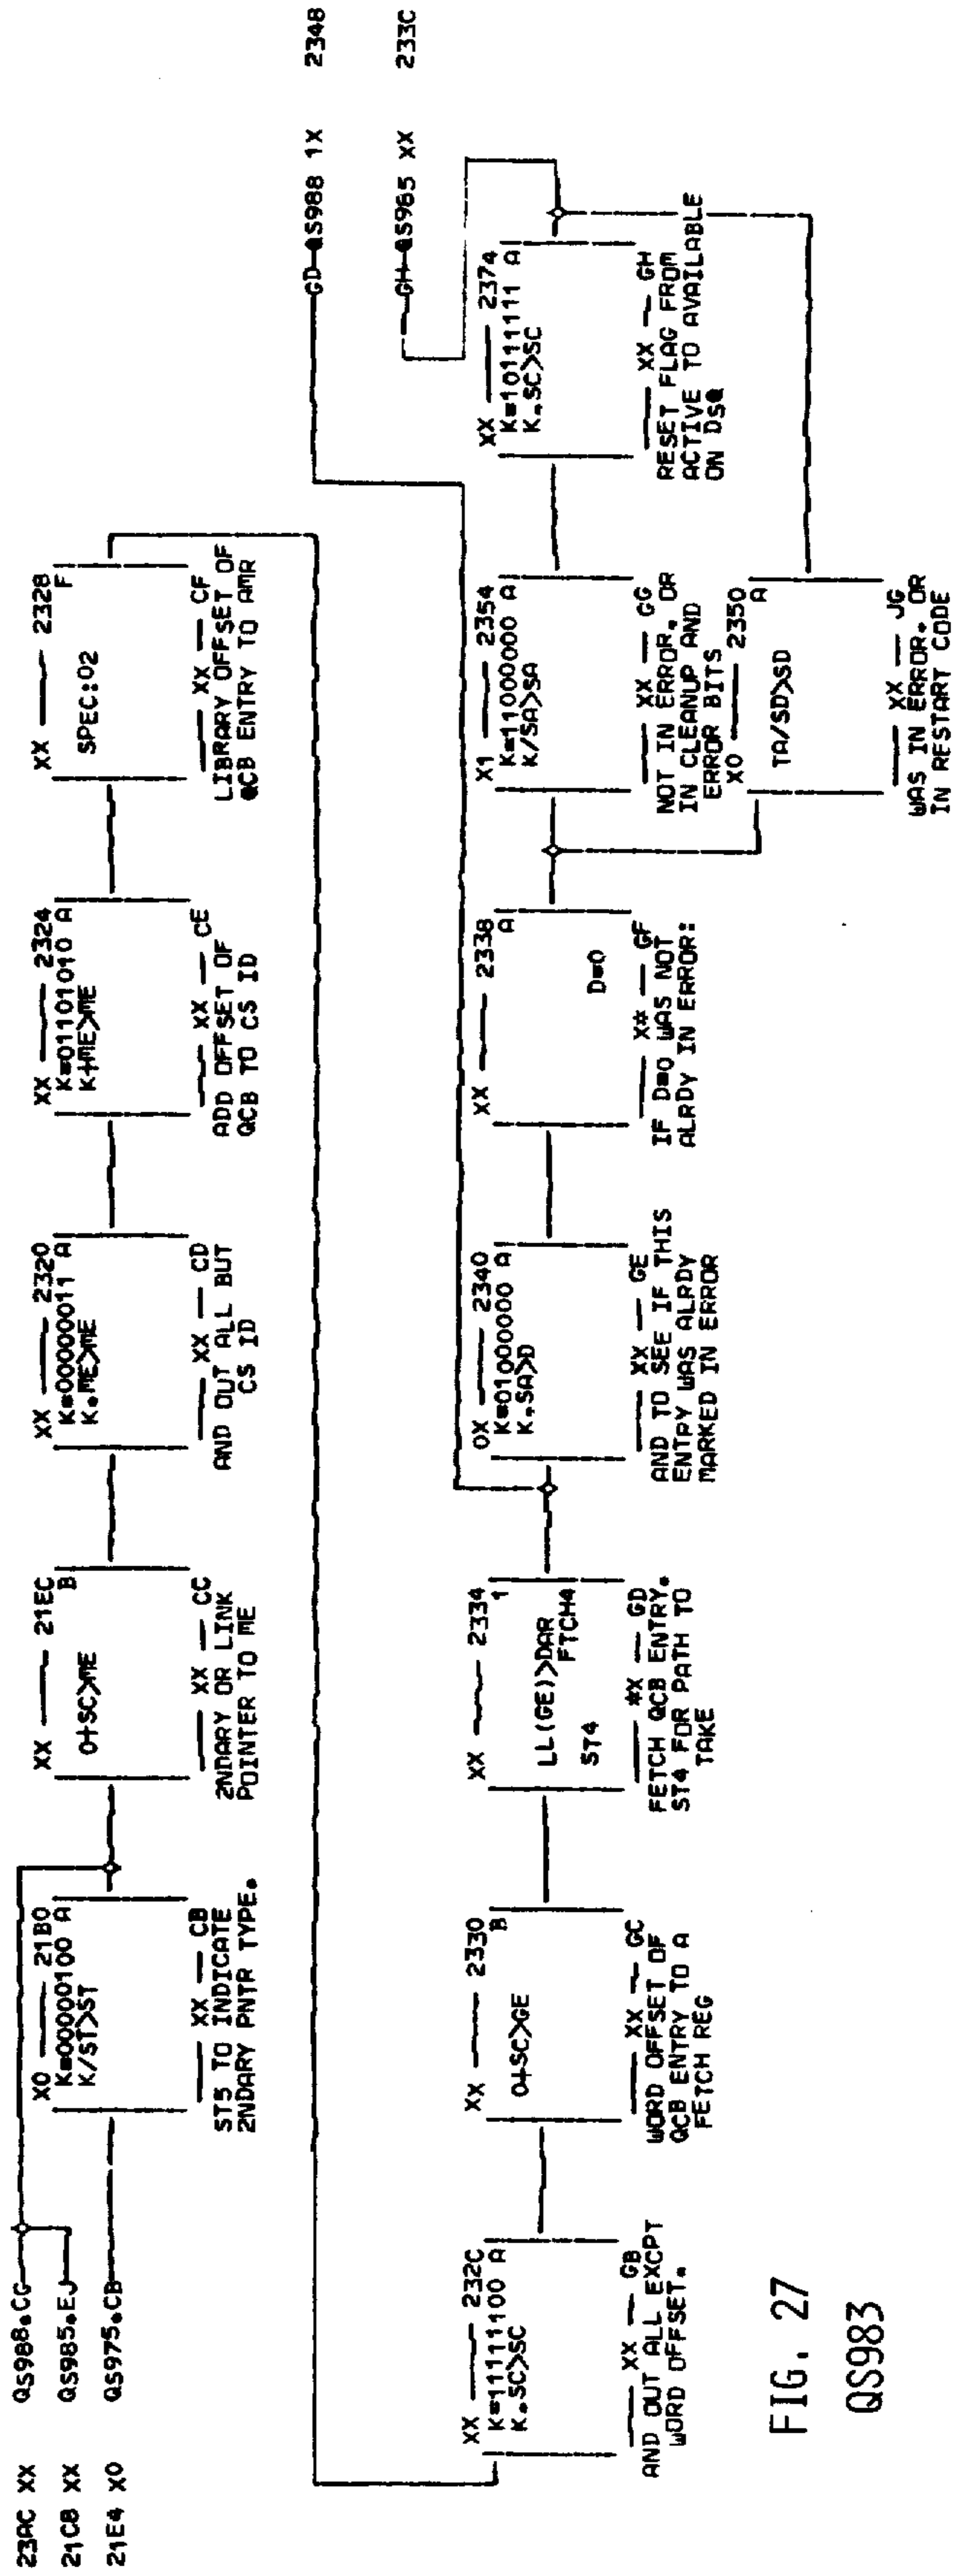 23AC XX QS988.CG
21C8 XX QS985.EJ
21E4 X0 QS975.CB
X0 21B0
K=00000100 A
K/ST>ST
XX CB
ST5 TO INDICATE
2NDARY PNTR TYPE.
XX 21EC
B
0+SC>ME
XX CC
2NDARY OR LINK
POINTER TO ME
XX 2320
K=00000011 A
K.ME>ME
XX CD
AND OUT ALL BUT
CS ID
XX 2324
K=01101010 A
K+ME>ME
XX CE
ADD OFFSET OF
QCB TO CS ID
XX 2328
F
SPEC:02
XX CF
LIBRARY OFFSET OF
QCB ENTRY TO AMR
XX 232C
K=11111100 A
K.SC>SC
XX GB
AND OUT ALL EXCPT
WORD OFFSET.
XX 2330
B
0+SC>GE
XX GC
WORD OFFSET OF
QCB ENTRY TO A
FETCH REG
XX 2334
1
LL(GE)>DAR
FTCH4
ST4
*X GD
FETCH QCB ENTRY.
ST4 FOR PATH TO
TAKE
0X 2340
K=01000000 A
K.SA>D
XX GE
AND TO SEE IF THIS
ENTRY WAS ALRDY
MARKED IN ERROR
XX 2338
A
D=0
X* GF
IF D=0 WAS NOT
ALRDY IN ERROR:
X1 2354
K=11000000 A
K/SA>SA
XX GG
NOT IN ERROR, OR
IN CLEANUP AND
ERROR BITS
X0 2350
A
TA/SD>SD
XX JG
WAS IN ERROR. OR
IN RESTART CODE
XX 2374
K=10111111 A
K.SC>SC
XX GH
RESET FLAG FROM
ACTIVE TO AVAILABLE
ON DSQ
GD QS988 1X 2348
GH QS965 XX 233C
FIG. 27
QS983